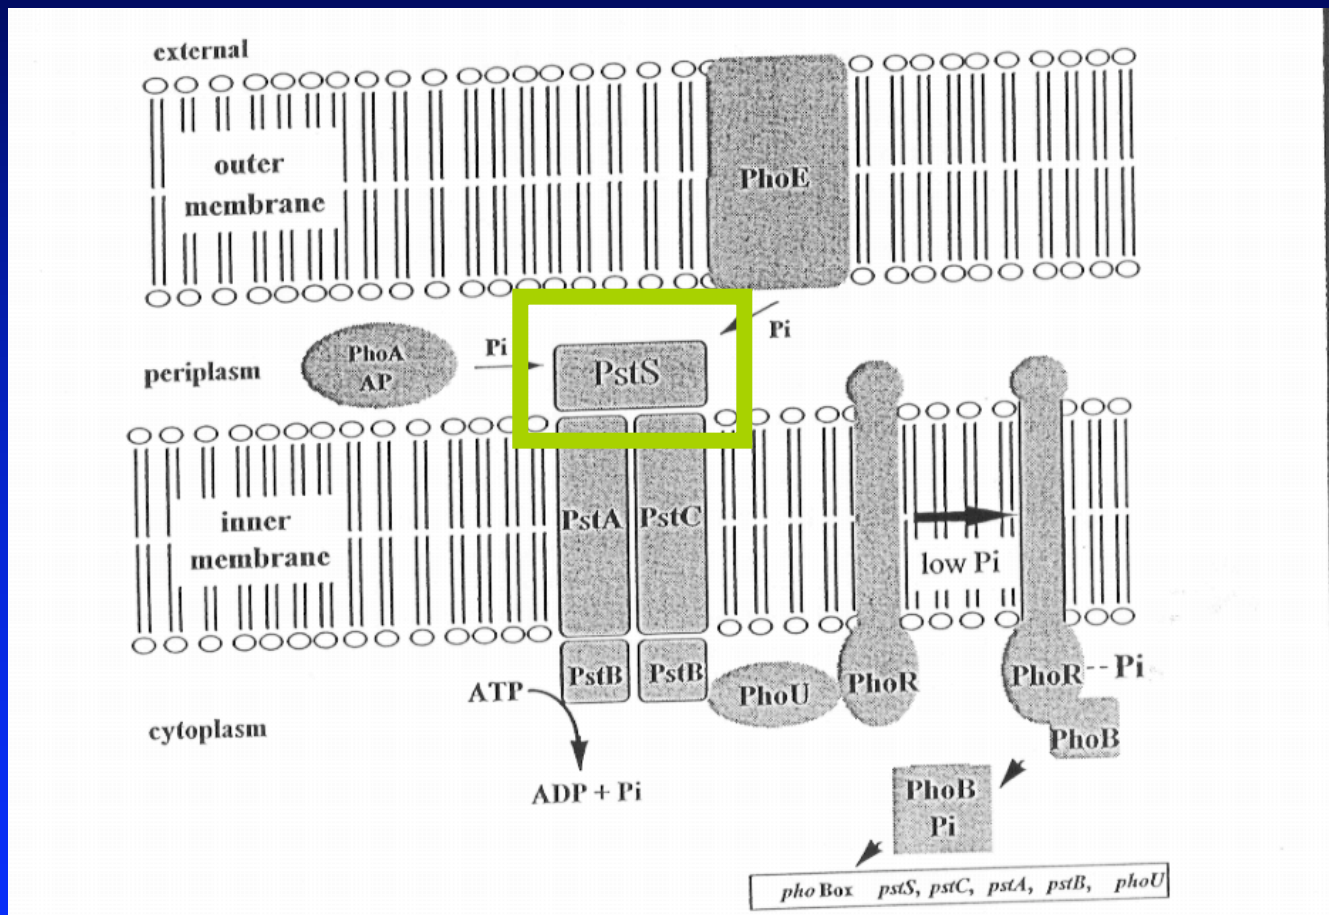 external
outer
membrane
PhoE
periplasm
PhoA
AP
Pi
PstS
Pi
inner
membrane
PstA
PstC
low Pi
cytoplasm
ATP
ADP + Pi
PstB
PstB
PhoU
PhoR
PhoR -- Pi
PhoB
PhoB
Pi
pho Box pstS, pstC, pstA, pstB, phoU